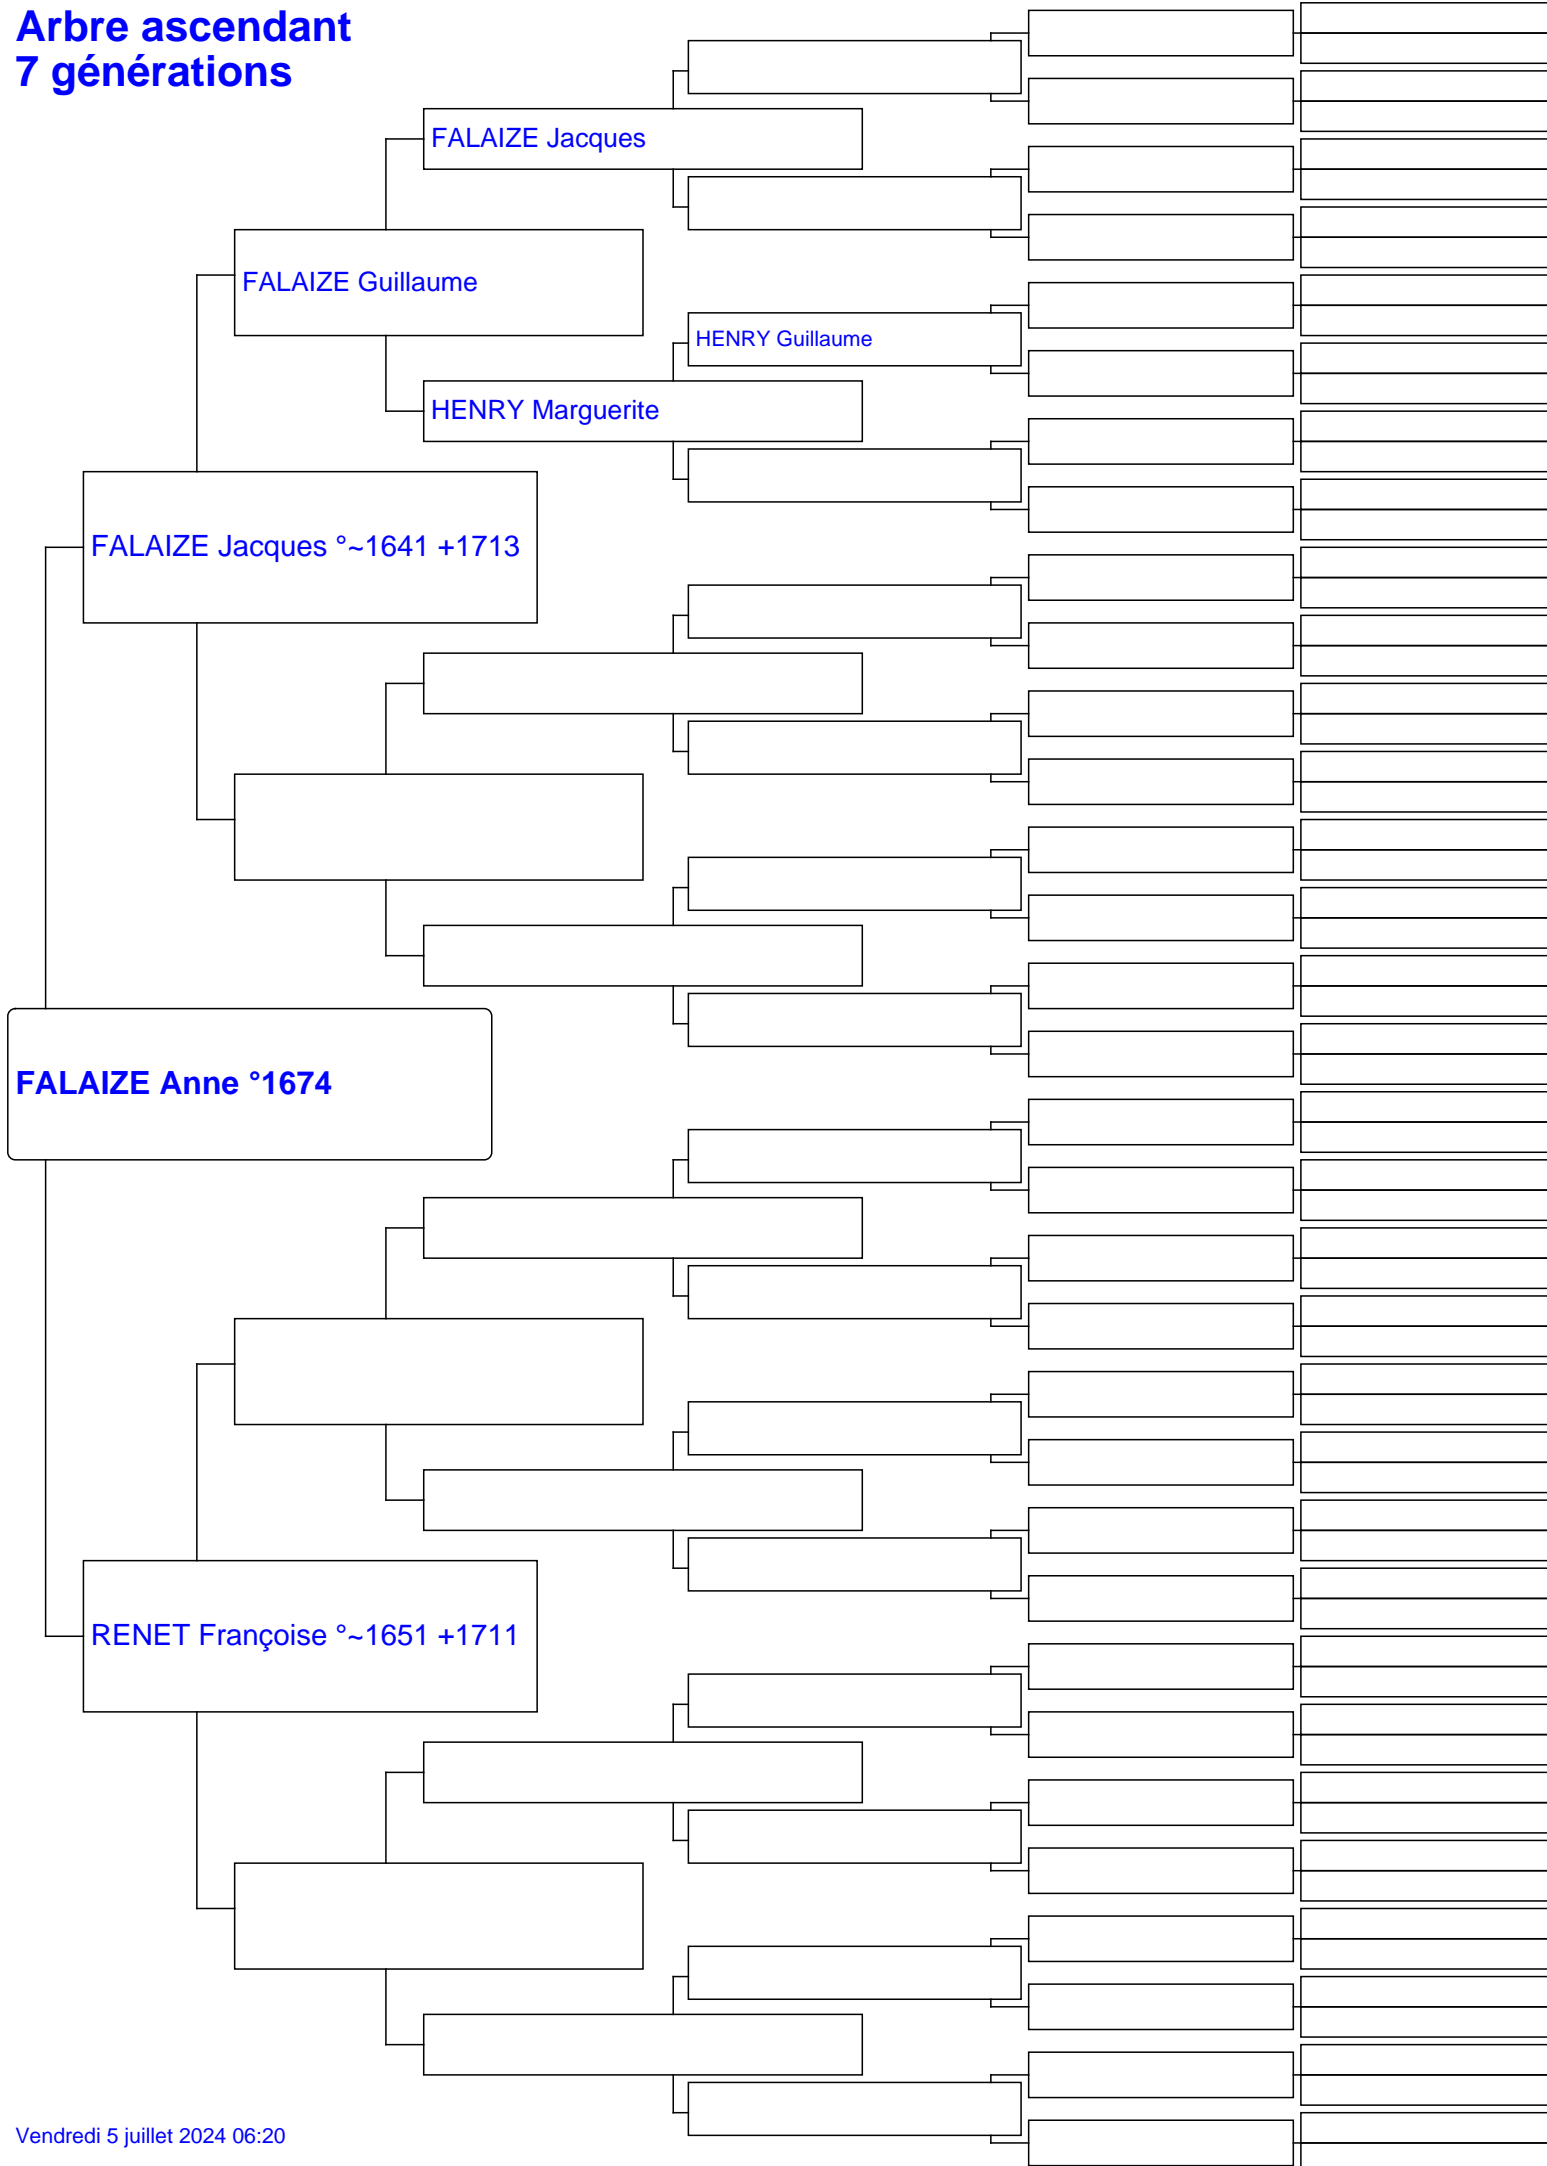 Arbre ascendant
7 générations
FALAIZE Jacques
FALAIZE Guillaume
HENRY Guillaume
HENRY Marguerite
FALAIZE Jacques °~1641 +1713
FALAIZE Anne °1674
RENET Françoise °~1651 +1711
Vendredi 5 juillet 2024 06:20